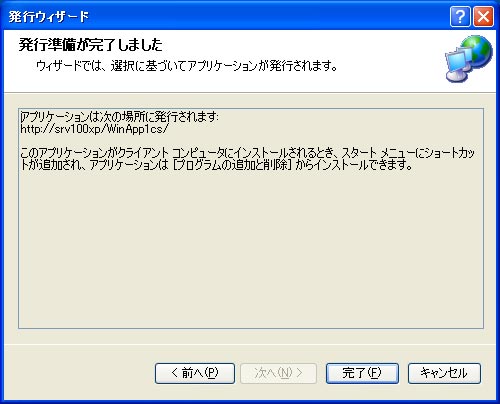 発行ウィザード
発行準備が完了しました
ウィザードでは、選択に基づいてアプリケーションが発行されます。
アプリケーションは次の場所に発行されます:
http://srv100xp/WinApp1cs/
このアプリケーションがクライアント コンピュータにインストールされるとき、スタート メニューにショートカッ
トが追加され、アプリケーションは [プログラムの追加と削除] からインストールできます。
< 前へ(P)
次へ(N) >
完了(F)
キャンセル